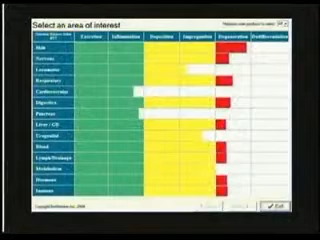 Select an area of interest
Excretion Inflammation Deposition Impregnation Degeneration Dedifferentiation
Skin
Nervous
Locomotor
Respiratory
Cardiovascular
Digestive
Pancreas
Liver / GB
Urogenital
Blood
Lymph/Drainage
Metabolism
Hormones
Immune
Exit